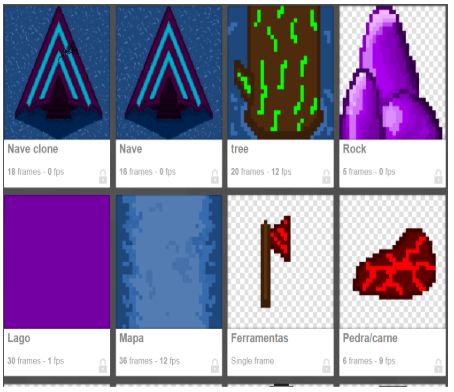 Nave clone
18 frames - 0 fps
Nave
16 frames - 0 fps
tree
20 frames - 12 fps
Rock
5 frames - 0 fps
Lago
30 frames - 1 fps
Mapa
36 frames - 12 fps
Ferramentas
Single frame
Pedra/carne
6 frames - 9 fps